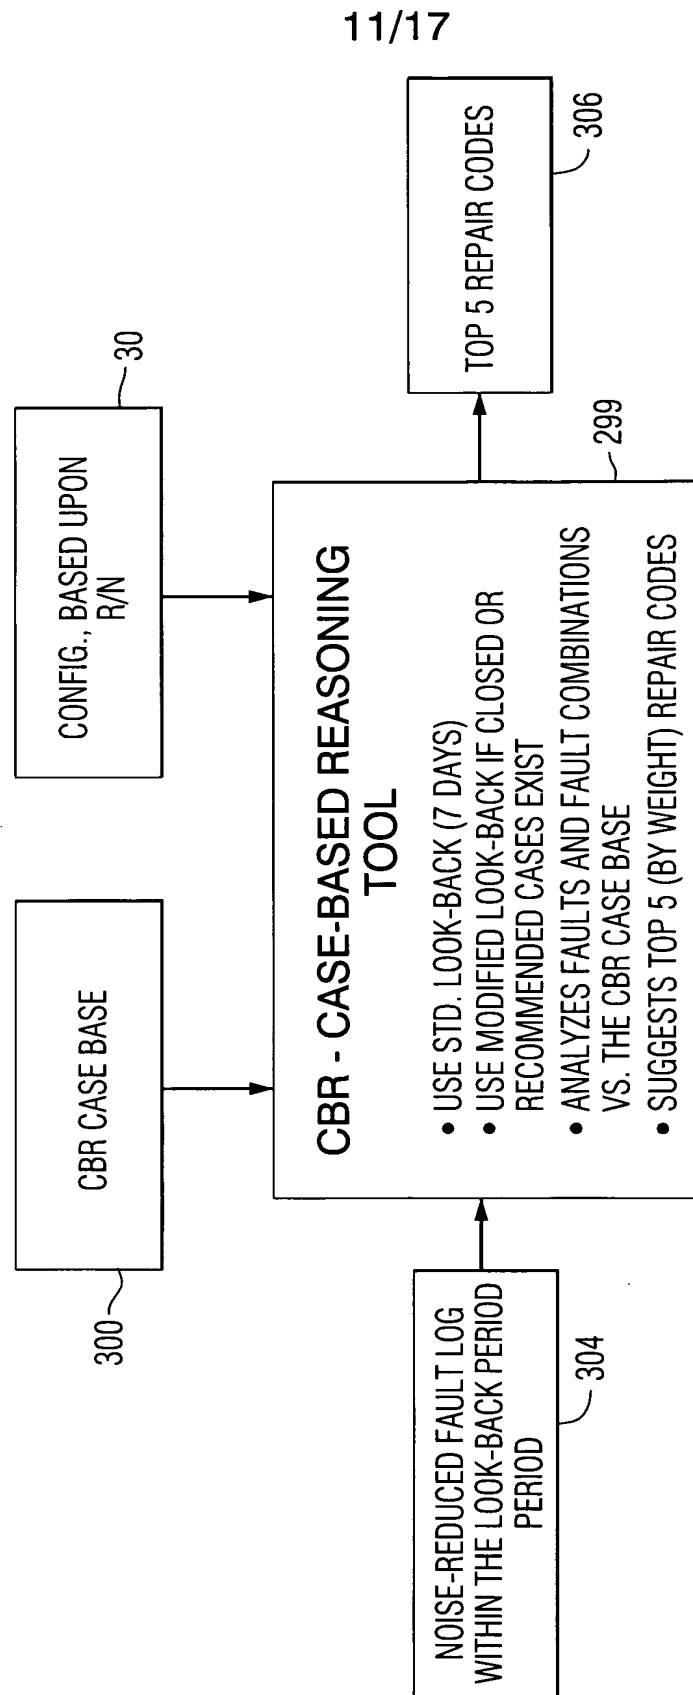 11/17
CBR CASE BASE
300
CONFIG., BASED UPON
R/N
30
NOISE-REDUCED FAULT LOG
WITHIN THE LOOK-BACK PERIOD
PERIOD
304
CBR - CASE-BASED REASONING
TOOL
• USE STD. LOOK-BACK (7 DAYS)
• USE MODIFIED LOOK-BACK IF CLOSED OR
RECOMMENDED CASES EXIST
• ANALYZES FAULTS AND FAULT COMBINATIONS
VS. THE CBR CASE BASE
• SUGGESTS TOP 5 (BY WEIGHT) REPAIR CODES
299
TOP 5 REPAIR CODES
306